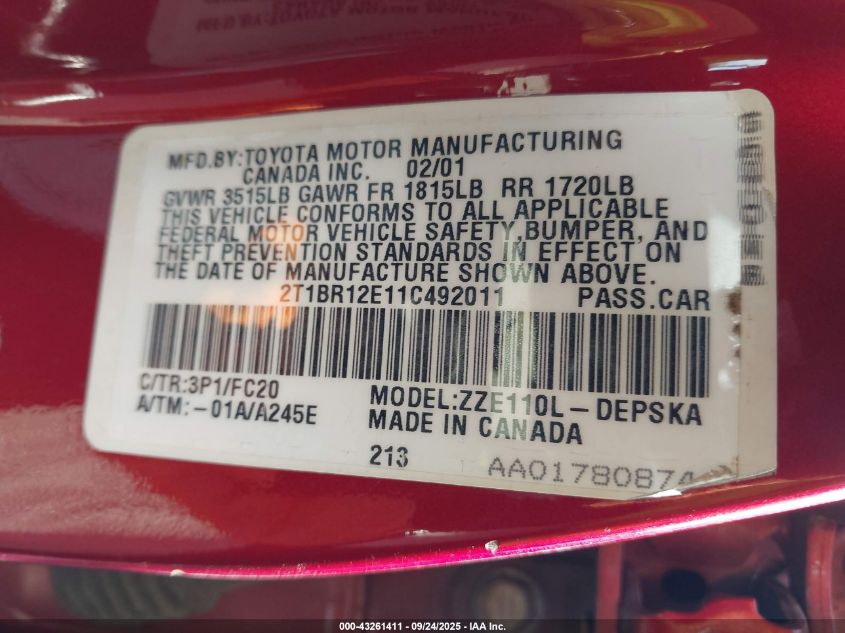 MFD.BY:TOYOTA MOTOR MANUFACTURING
CANADA INC. 02/01
GVWR 3515LB GAWR FR 1815LB RR 1720LB
THIS VEHICLE CONFORMS TO ALL APPLICABLE
FEDERAL MOTOR VEHICLE SAFETY,BUMPER, AND
THEFT PREVENTION STANDARDS IN EFFECT ON
THE DATE OF MANUFACTURE SHOWN ABOVE.
2T1BR12E11C492011 PASS.CAR
C/TR:3P1/FC20
A/TM:-01A/A245E
MODEL:ZZE110L-DEPSKA
MADE IN CANADA
213
AA01780874
000-43261411 - 09/24/2025 - IAA Inc.